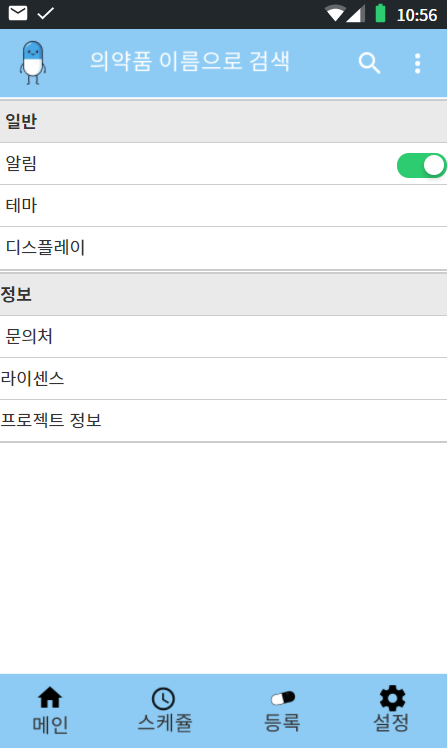 10:56
의약품 이름으로 검색
일반
알림
테마
디스플레이
정보
문의처
라이센스
프로젝트 정보
메인
스케쥴
등록
설정